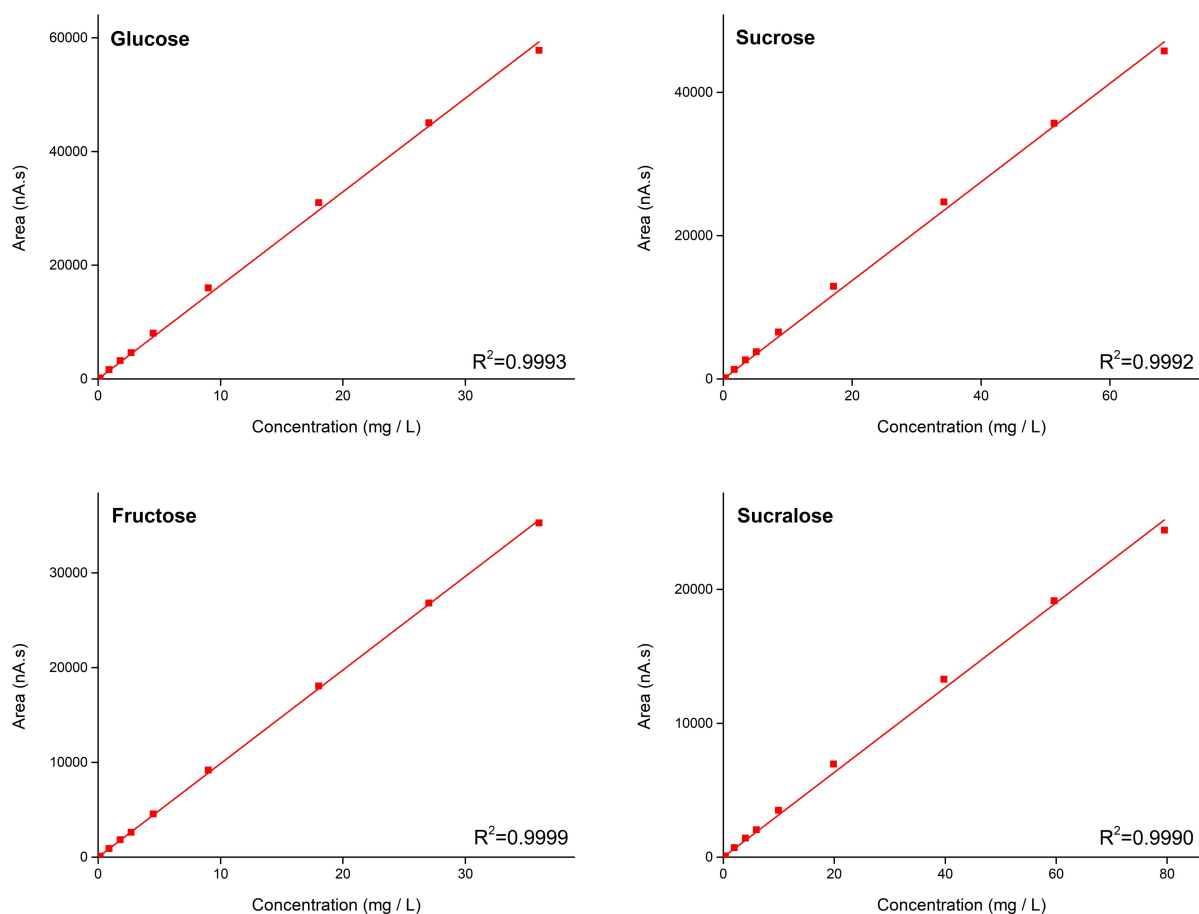 Glucose
60000
40000
20000
0
Area (nA.s)
R²=0.9993
0 10 20 30
Concentration (mg / L)
Sucrose
40000
20000
0
Area (nA.s)
R²=0.9992
0 20 40 60
Concentration (mg / L)
Fructose
30000
20000
10000
0
Area (nA.s)
R²=0.9999
0 10 20 30
Concentration (mg / L)
Sucralose
20000
10000
0
Area (nA.s)
R²=0.9990
0 20 40 60 80
Concentration (mg / L)